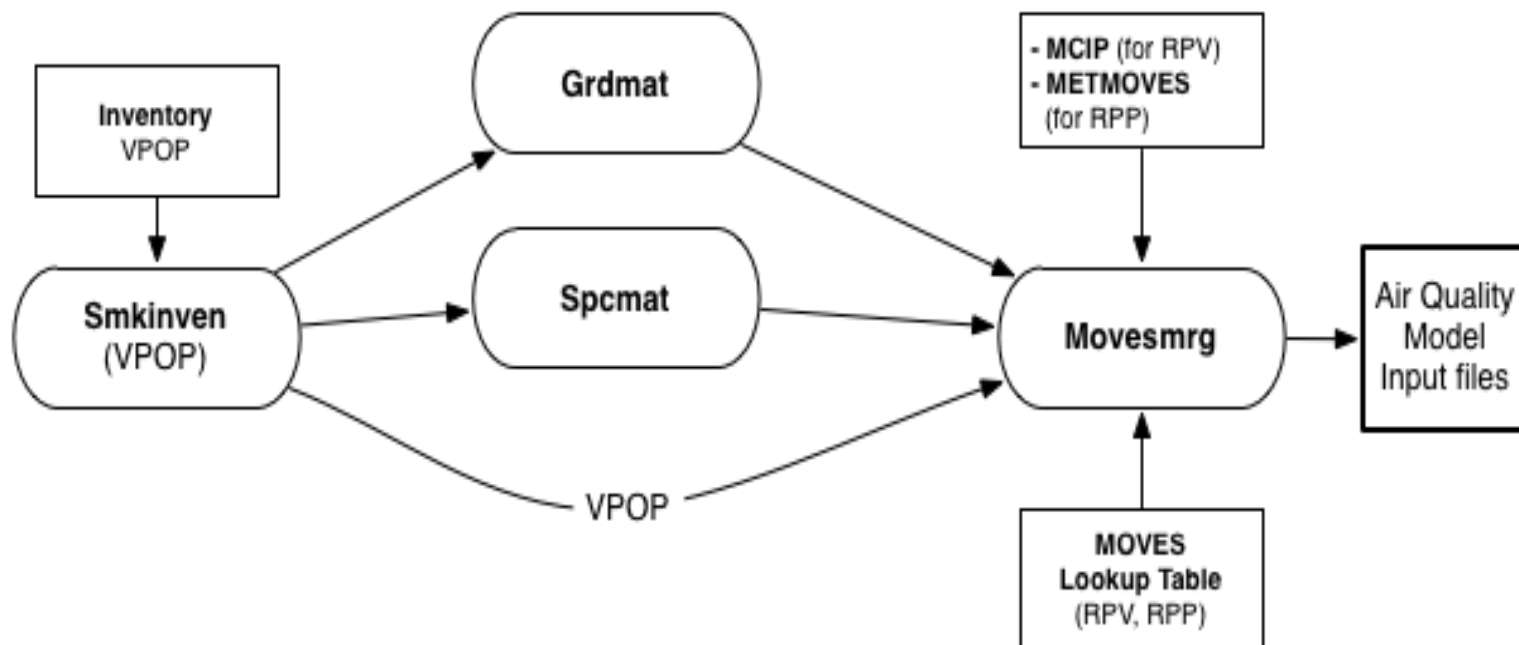 Inventory
VPOP
Smkinven
(VPOP)
Grdmat
Spcmat
VPOP
- MCIP (for RPV)
- METMOVES
(for RPP)
Movesmrg
MOVES
Lookup Table
(RPV, RPP)
Air Quality
Model
Input files